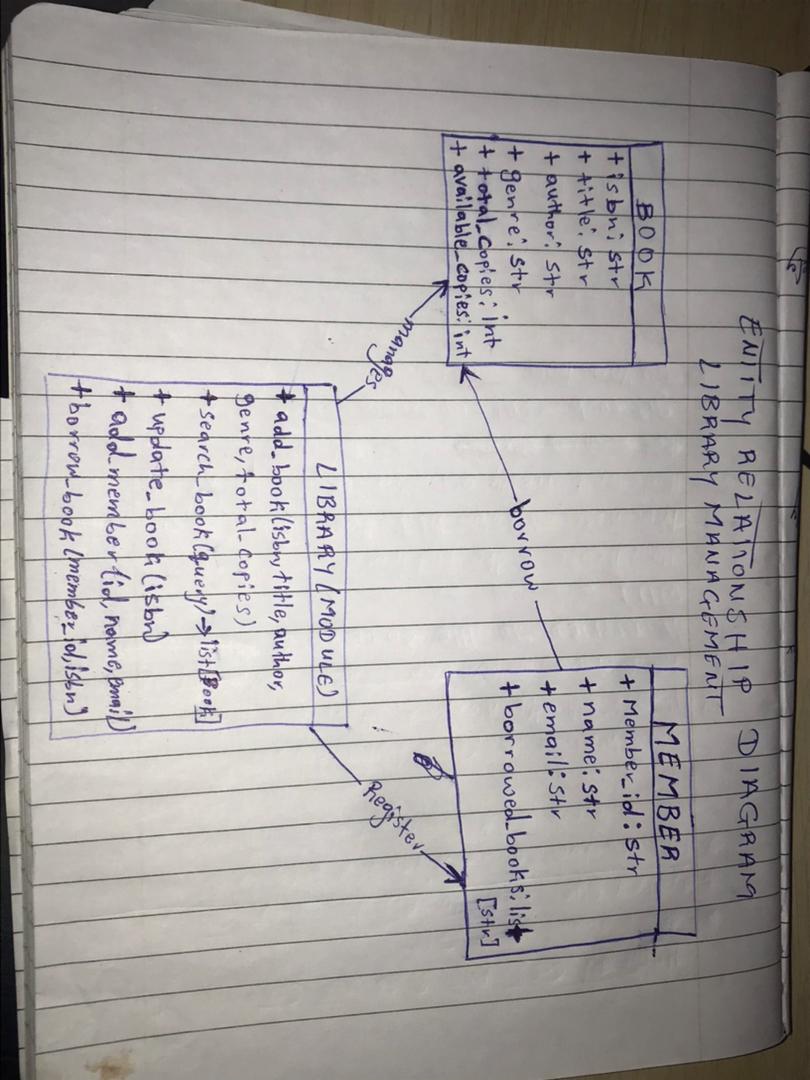 ENITIY RELATIONSHIP DIAGRAM
LIBRARY MANAGEMENT
BOOK
+ isbn: str
+ title: str
+ author: str
+ genre: str
+ total_copies: int
+ available_copies: int
borrow
MEMBER
+ Member_id: str
+ name: str
+ email: str
+ borrowed_books: list
[str]
manages
Register
LIBRARY (MODULE)
+ add_book(isbn, title, author,
genre, total_copies)
+ search_book(query) → list[Book]
+ update_book(isbn)
+ add_member(id, name, email)
+ borrow_book(member_id, isbn)